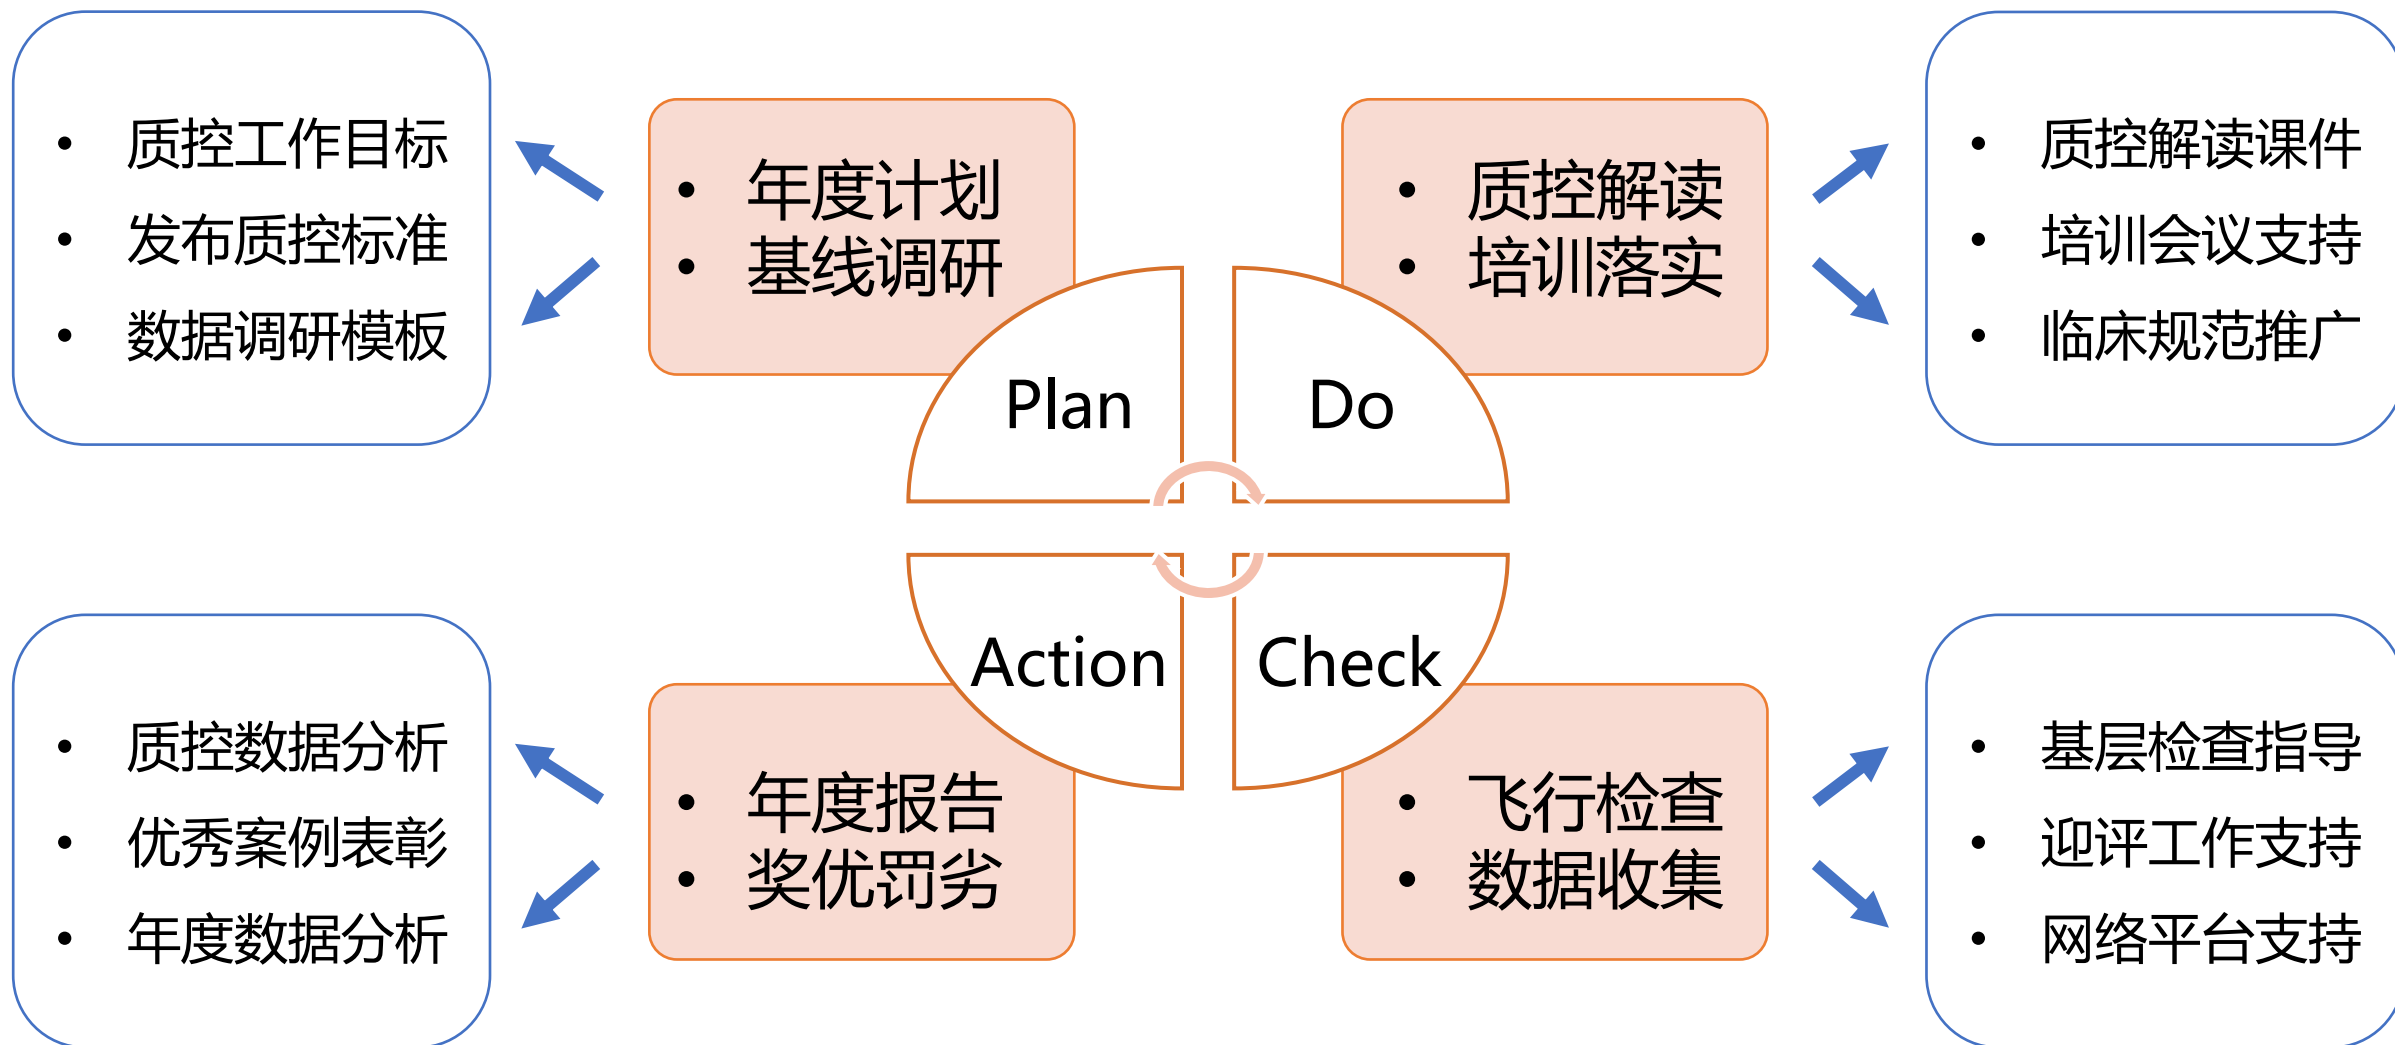 • 质控工作目标
• 发布质控标准
• 数据调研模板
• 年度计划
• 基线调研
Plan
• 质控解读
• 培训落实
Do
• 质控解读课件
• 培训会议支持
• 临床规范推广
• 质控数据分析
• 优秀案例表彰
• 年度数据分析
• 年度报告
• 奖优罚劣
Action
• 飞行检查
• 数据收集
Check
• 基层检查指导
• 迎评工作支持
• 网络平台支持